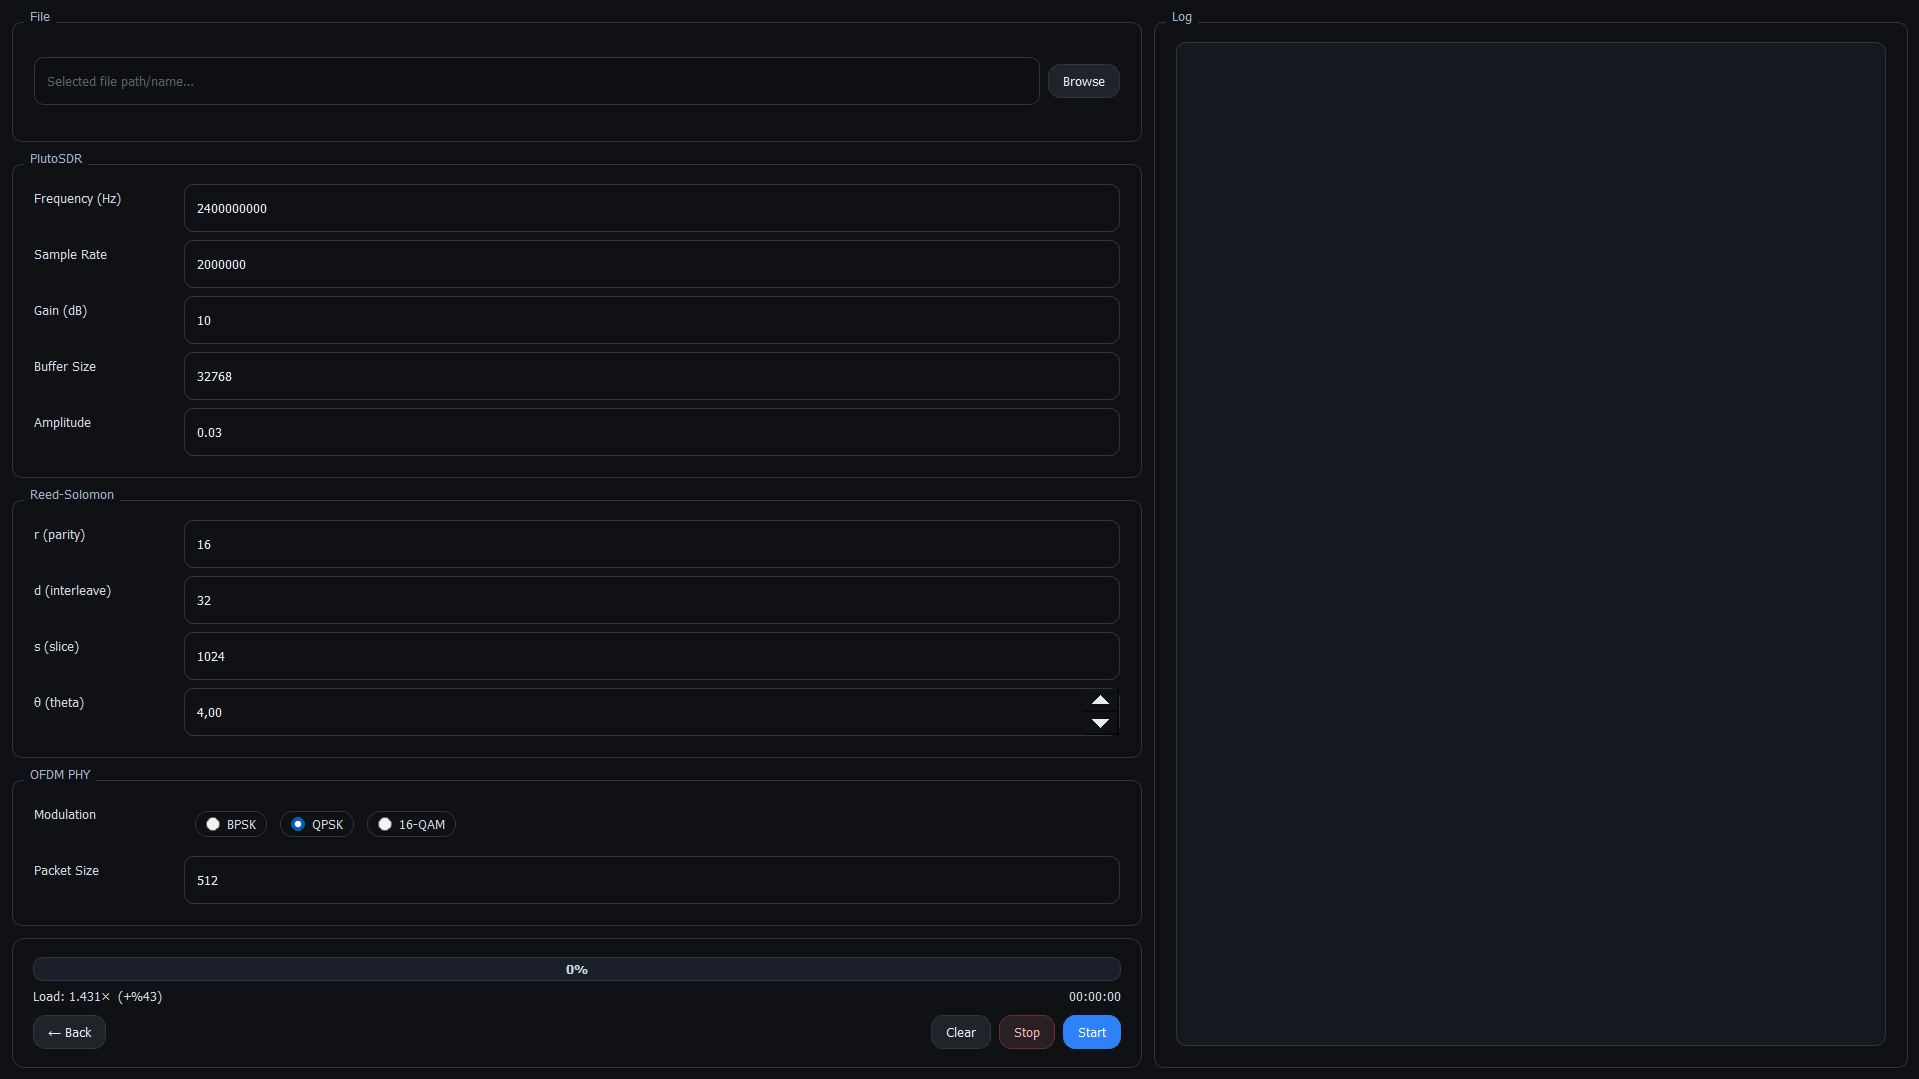 File
Selected file path/name...
Browse
PlutoSDR
Frequency (Hz)
2400000000
Sample Rate
2000000
Gain (dB)
10
Buffer Size
32768
Amplitude
0.03
Reed-Solomon
r (parity)
16
d (interleave)
32
s (slice)
1024
θ (theta)
4,00
OFDM PHY
Modulation
BPSK QPSK 16-QAM
Packet Size
512
0%
Load: 1.431× (+%43)
00:00:00
← Back
Clear Stop Start
Log